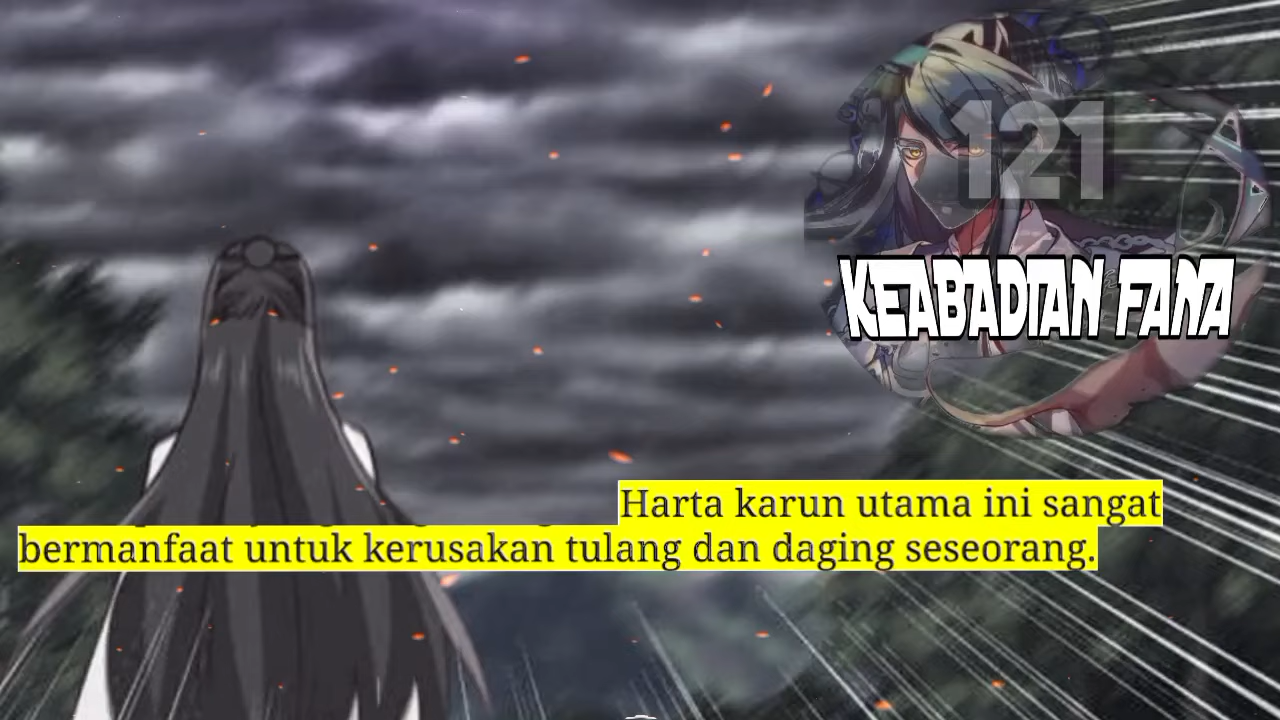 121
KEABADIAN FANA
Harta karun utama ini sangat
bermanfaat untuk kerusakan tulang dan daging seseorang.